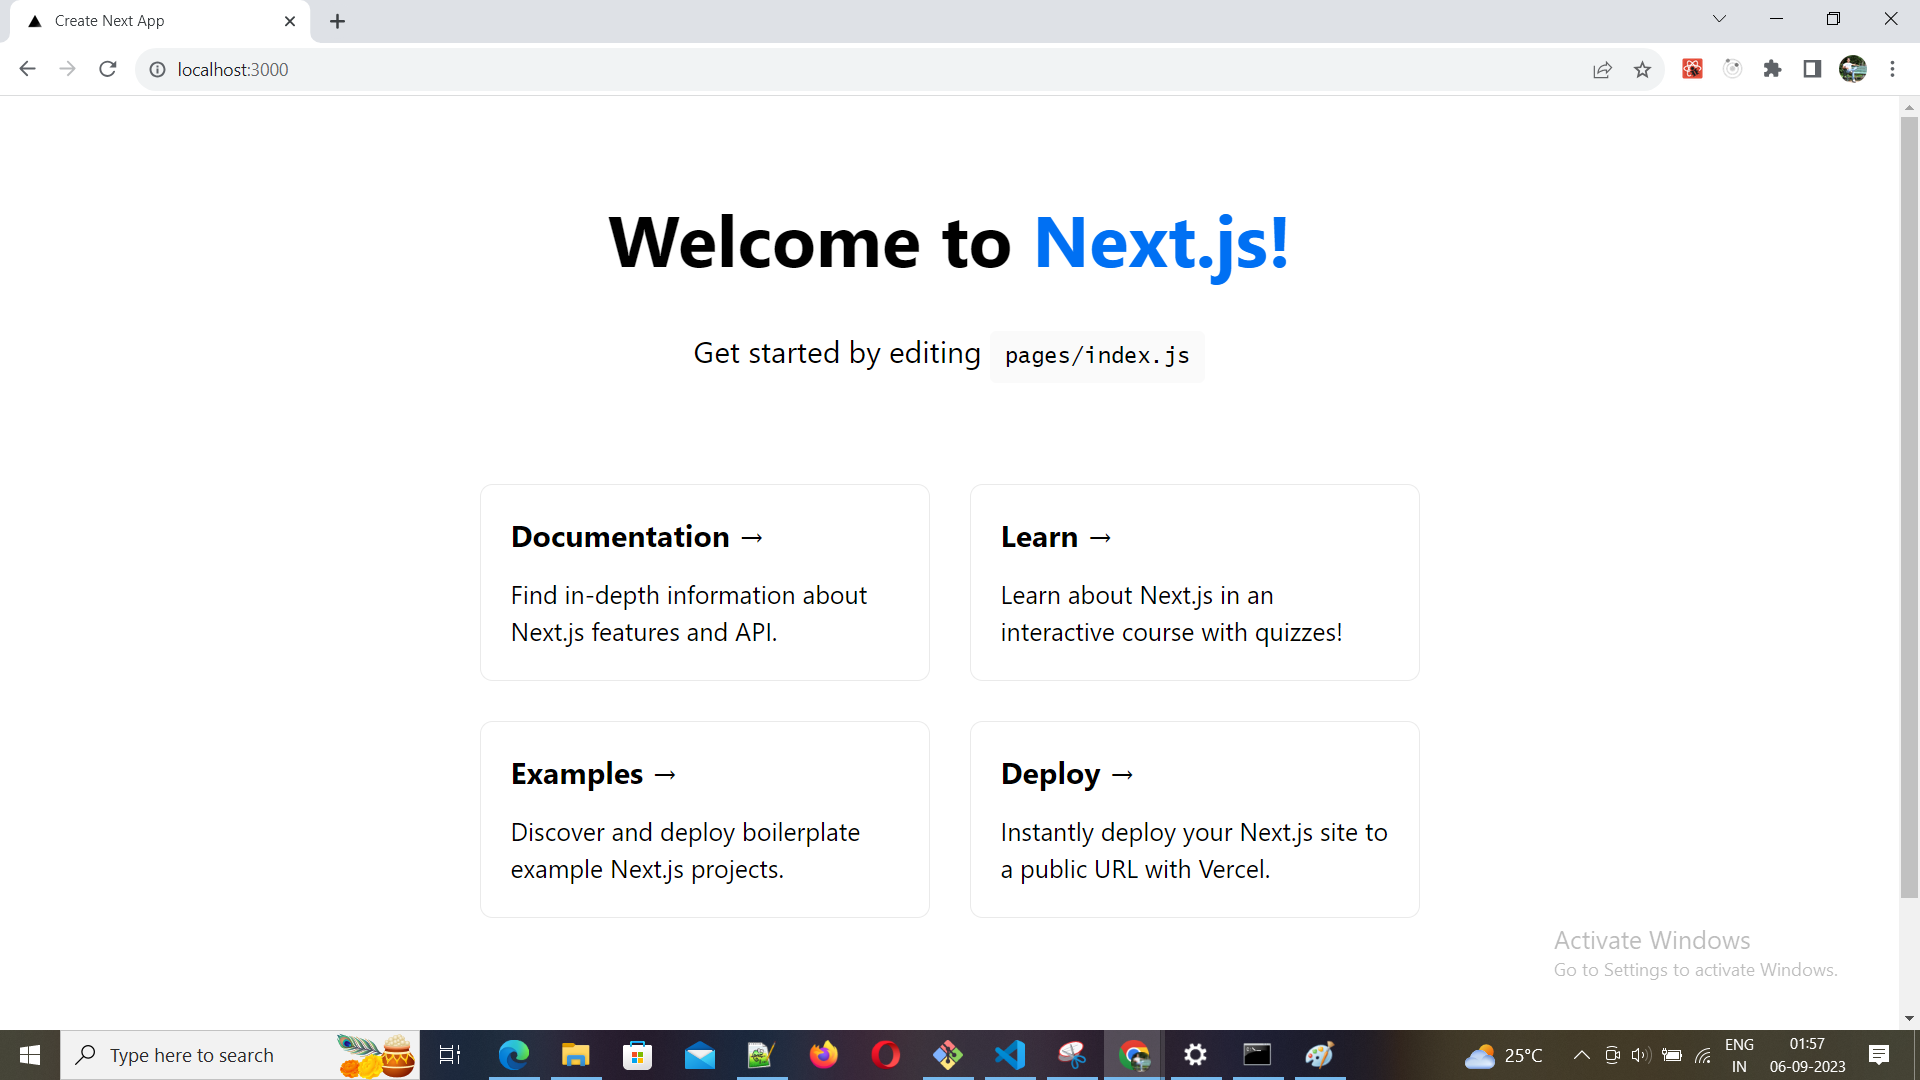 Create Next App
localhost:3000
Welcome to Next.js!
Get started by editing pages/index.js
Documentation →
Find in-depth information about
Next.js features and API.
Learn →
Learn about Next.js in an
interactive course with quizzes!
Examples →
Discover and deploy boilerplate
example Next.js projects.
Deploy →
Instantly deploy your Next.js site to
a public URL with Vercel.
Activate Windows
Go to Settings to activate Windows.
Type here to search
25°C
ENG
IN
01:57
06-09-2023